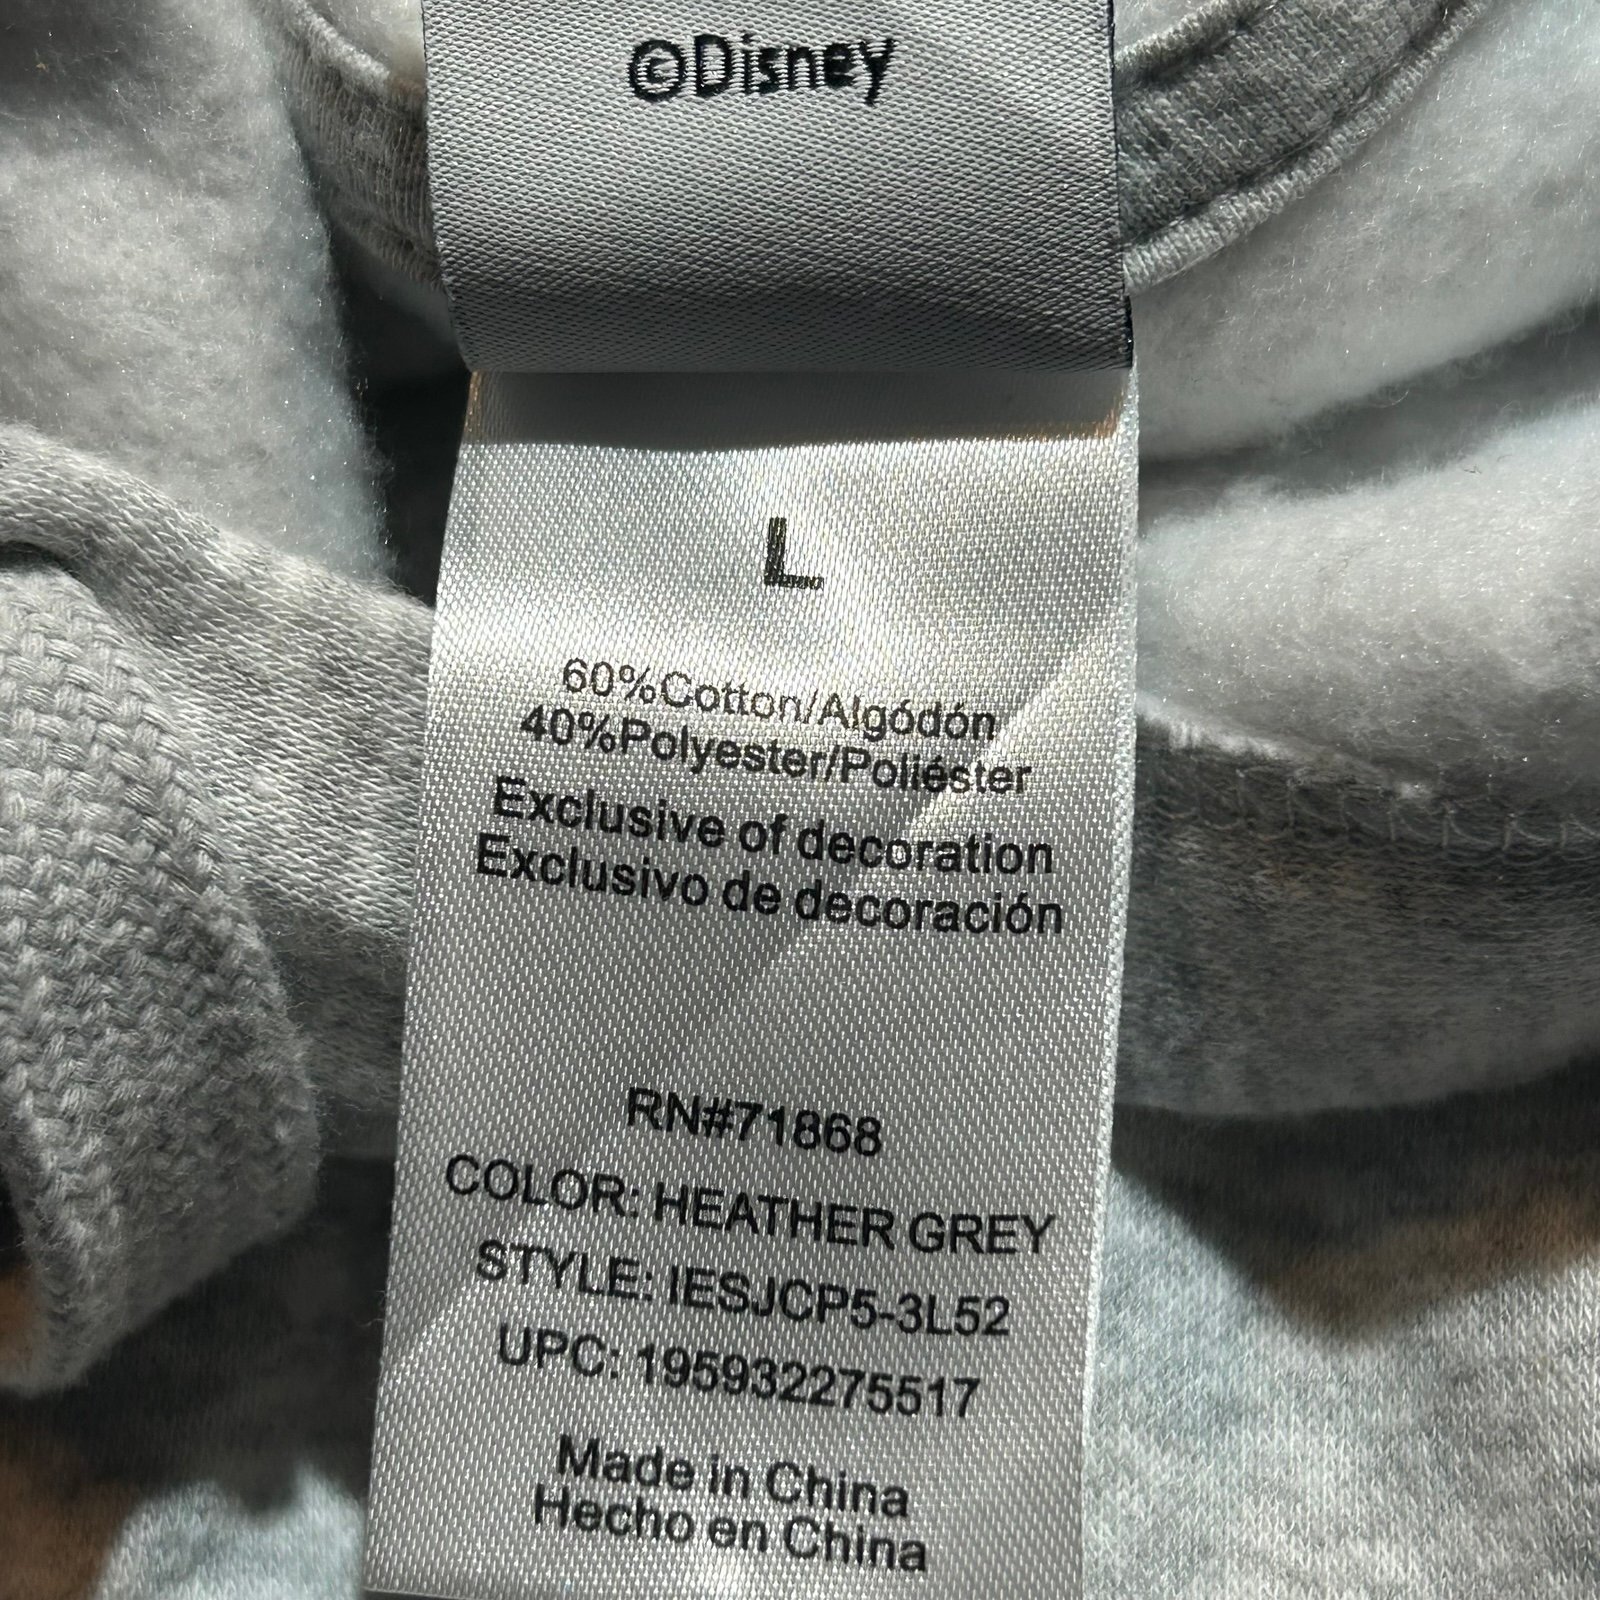 ©Disney
L
60%Cotton/Algódón
40%Polyester/Poliéster
Exclusive of decoration
Exclusivo de decoración
RN#71868
COLOR: HEATHER GREY
STYLE: IESJCP5-3L52
UPC: 195932275517
Made in China
Hecho en China